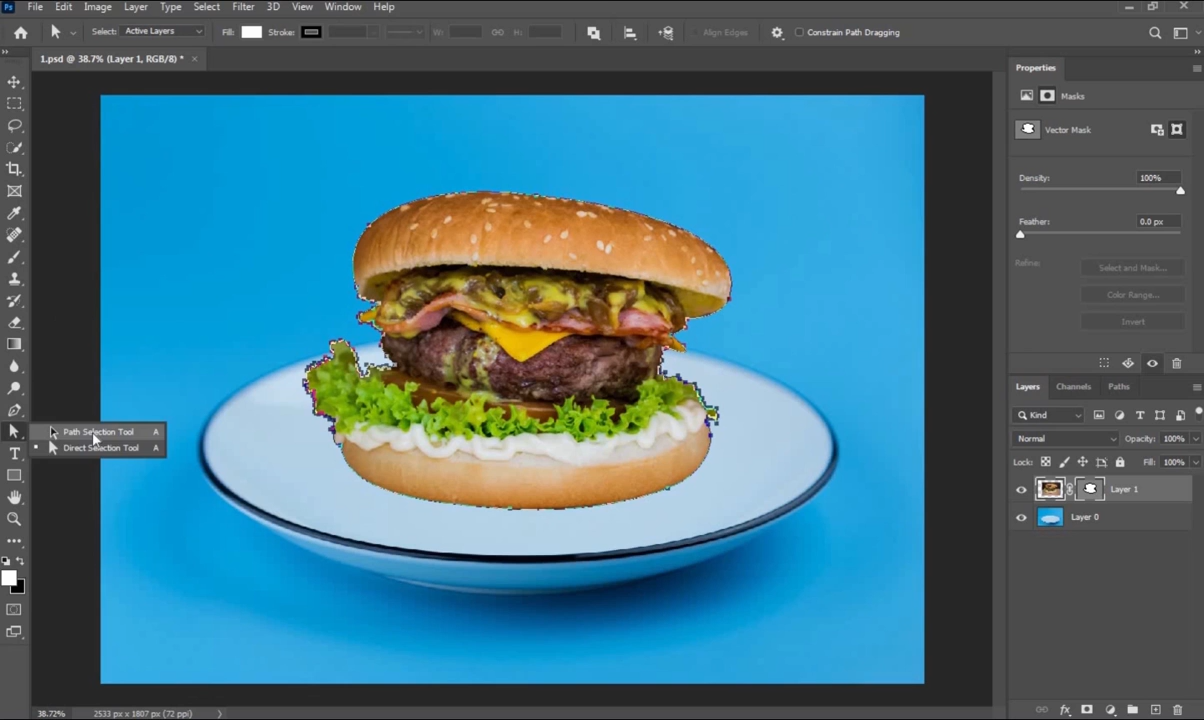 Ps File Edit Image Layer Type Select Filter 3D View Window Help
Select: Active Layers Fill: Stroke: W: H: Align Edges Constrain Path Dragging
1.psd @ 38.7% (Layer 1, RGB/8) * ×
Properties
Masks
Vector Mask
Density: 100%
Feather: 0.0 px
Refine: Select and Mask...
Color Range...
Invert
Layers Channels Paths
Kind
Normal Opacity: 100%
Lock: Fill: 100%
Layer 1
Layer 0
Path Selection Tool A
Direct Selection Tool A
38.72% 2533 px x 1807 px (72 ppi)